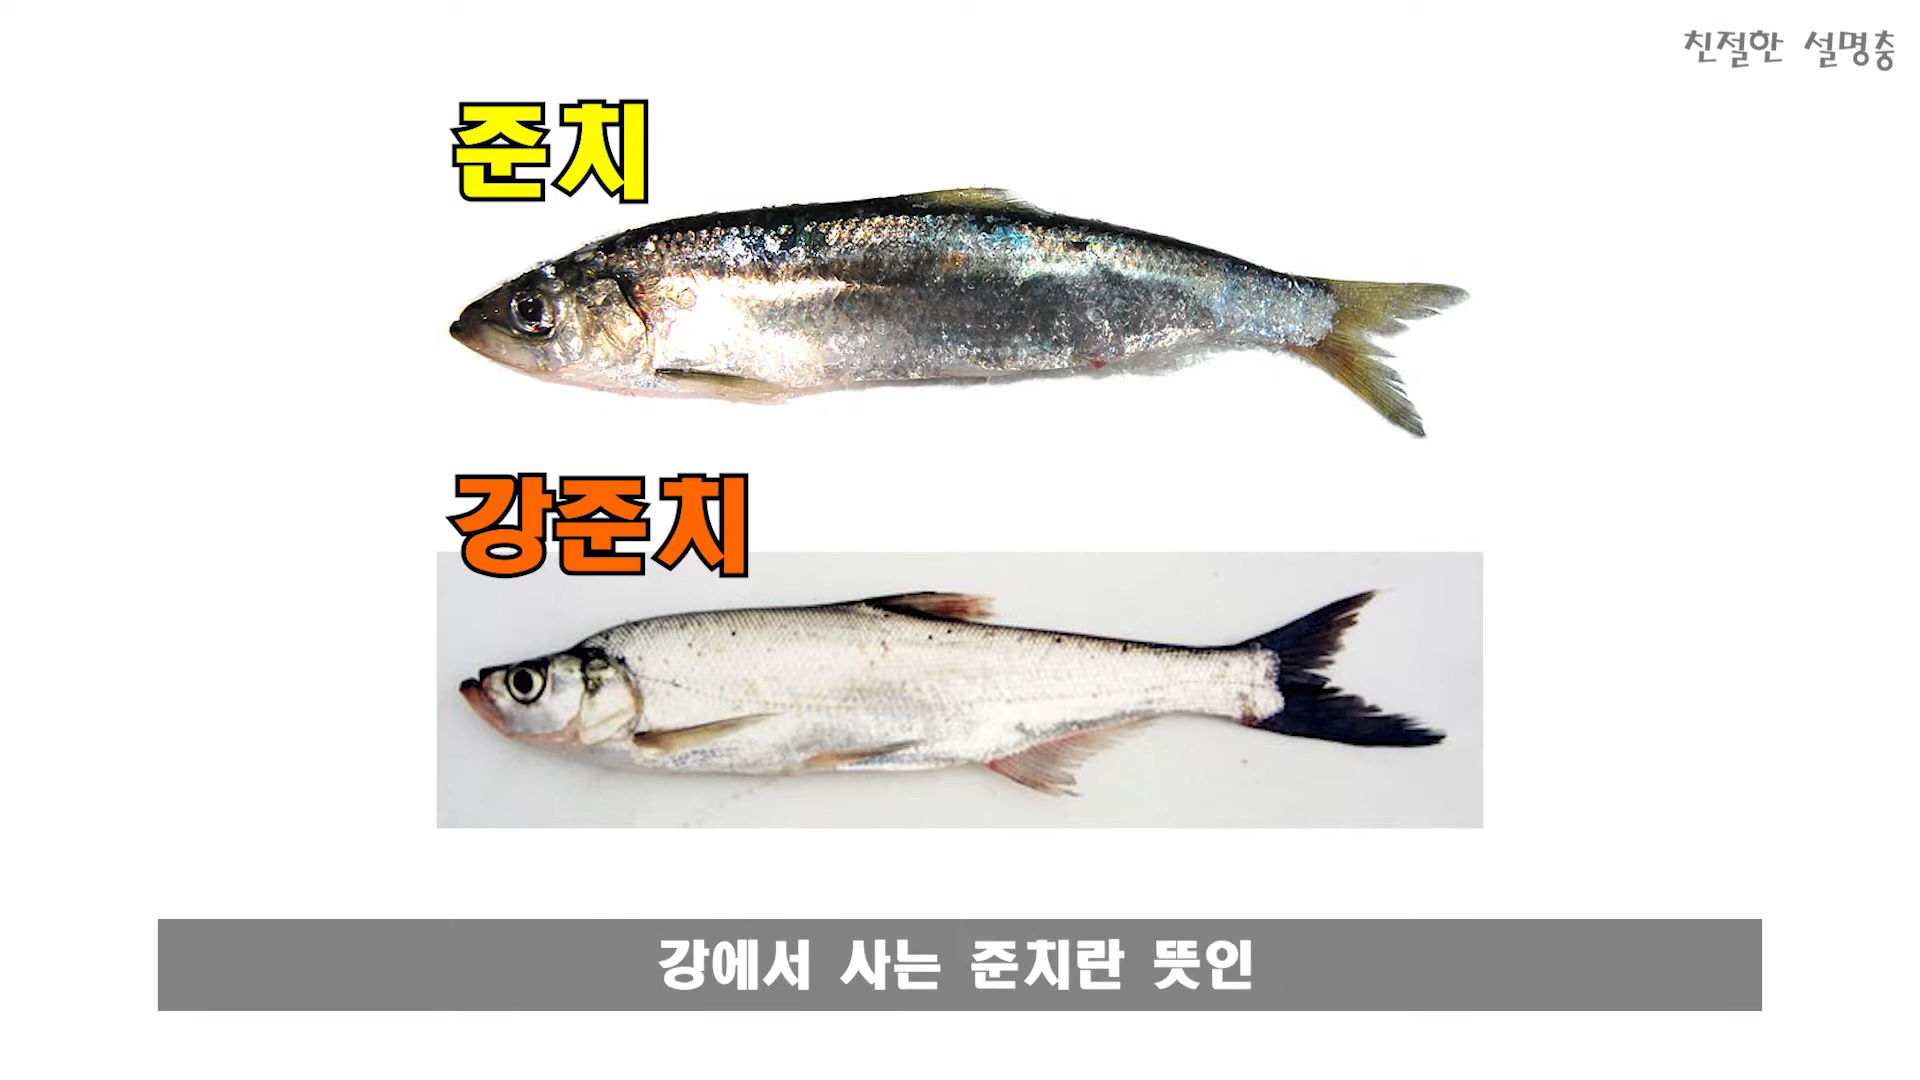 친절한 설명충
준치
강준치
강에서 사는 준치란 뜻인